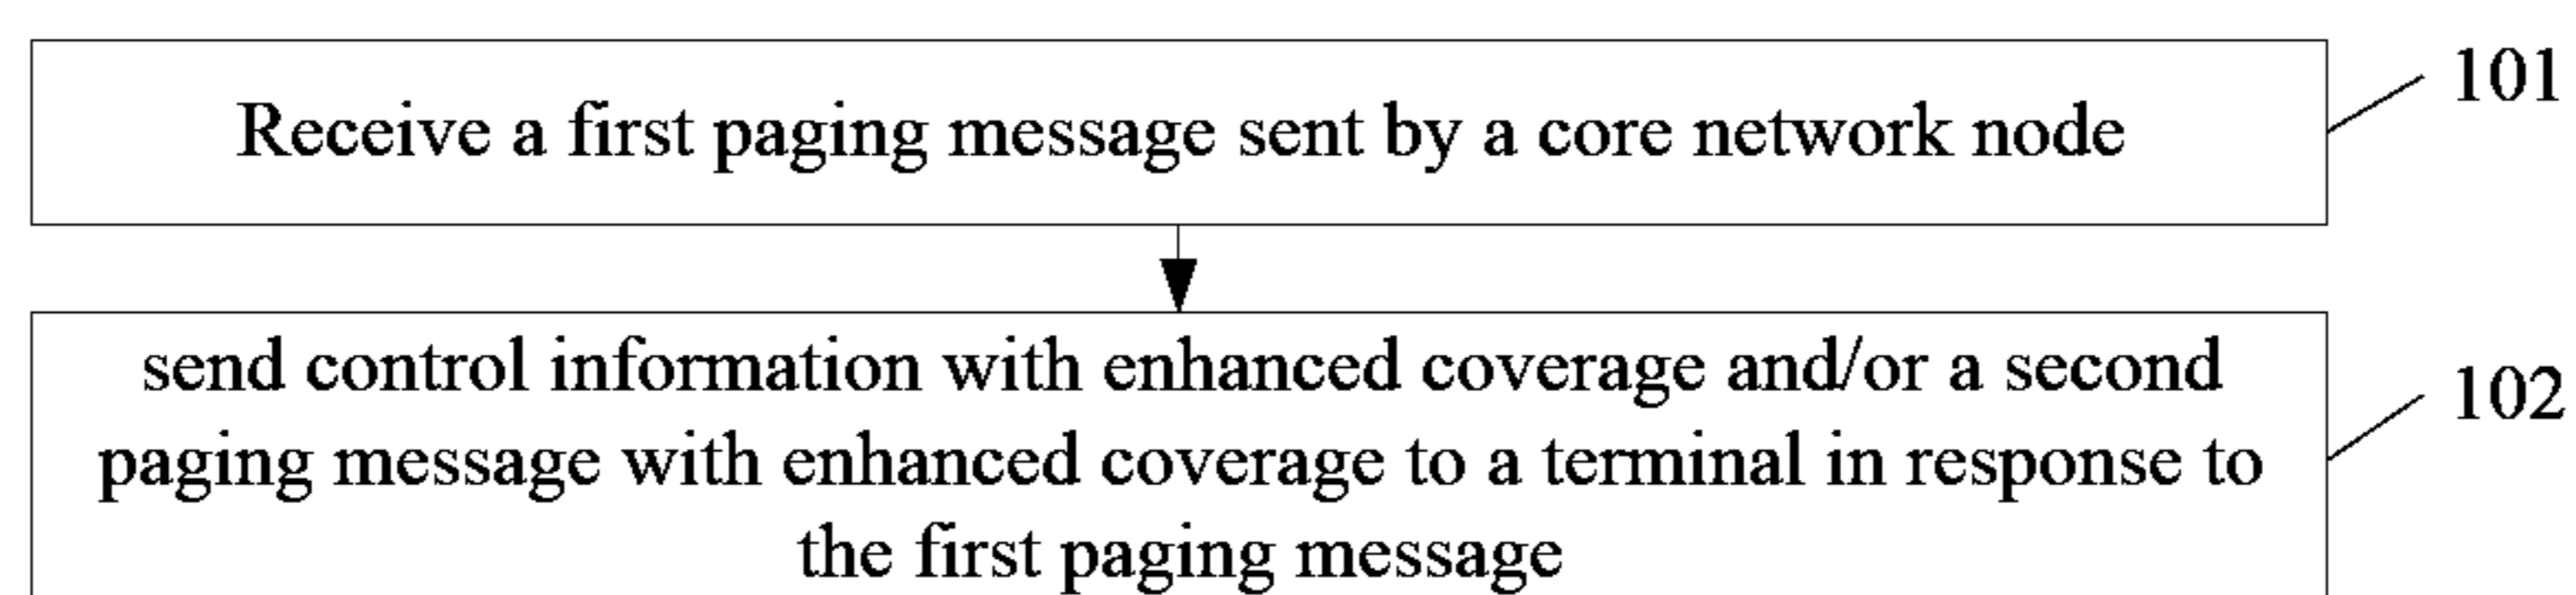 Receive a first paging message sent by a core network node
101
send control information with enhanced coverage and/or a second
paging message with enhanced coverage to a terminal in response to
the first paging message
102